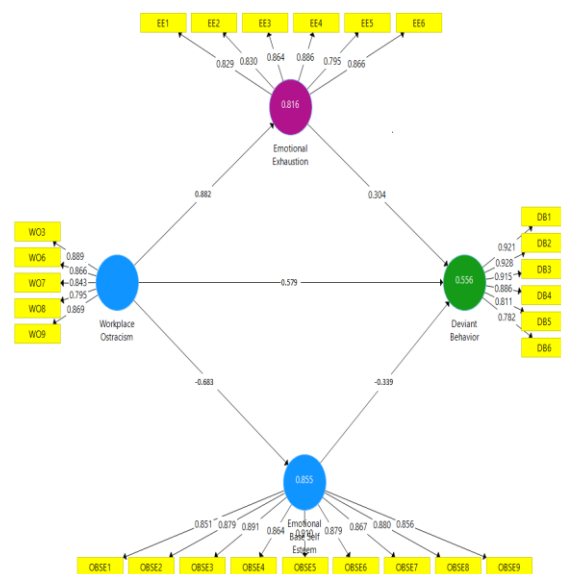 EE1 EE2 EE3 EE4 EE5 EE6
0.829 0.830 0.864 0.886 0.795 0.866
0.816
Emotional
Exhaustion
0.882
0.304
WO3
WO6
WO7
WO8
WO9
0.889
0.866
0.843
0.795
0.869
Workplace
Ostracism
0.579
0.556
Deviant
Behavior
0.921
0.928
0.915
0.886
0.811
0.782
DB1
DB2
DB3
DB4
DB5
DB6
-0.683
-0.339
0.855
Emotional
Base Self
Esteem
0.851 0.879 0.891 0.864 0.879 0.867 0.880 0.856
OBSE1 OBSE2 OBSE3 OBSE4 OBSE5 OBSE6 OBSE7 OBSE8 OBSE9